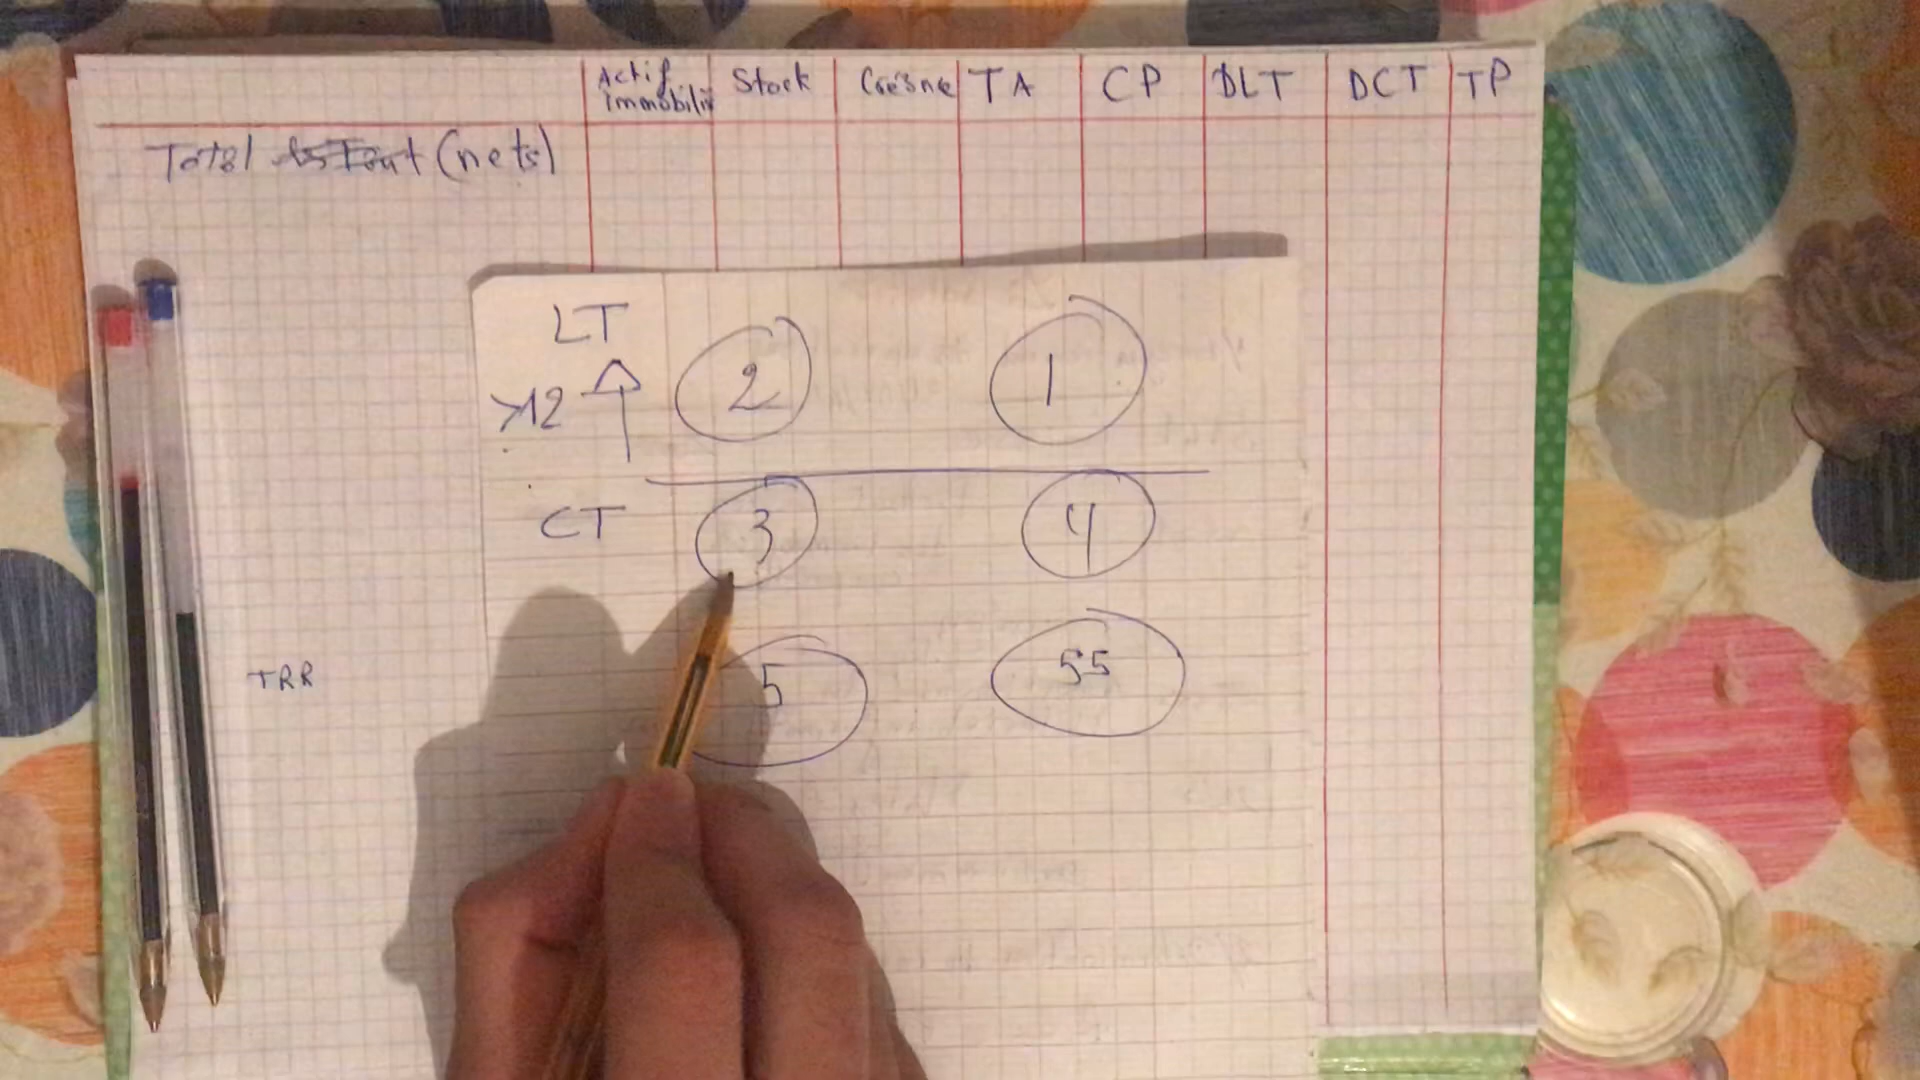 Actif Stock Créance TA CP DLT DCT TP
immobilis
Total (nets)
LT 2 1
>12
CT 3 4
5 55
TRR